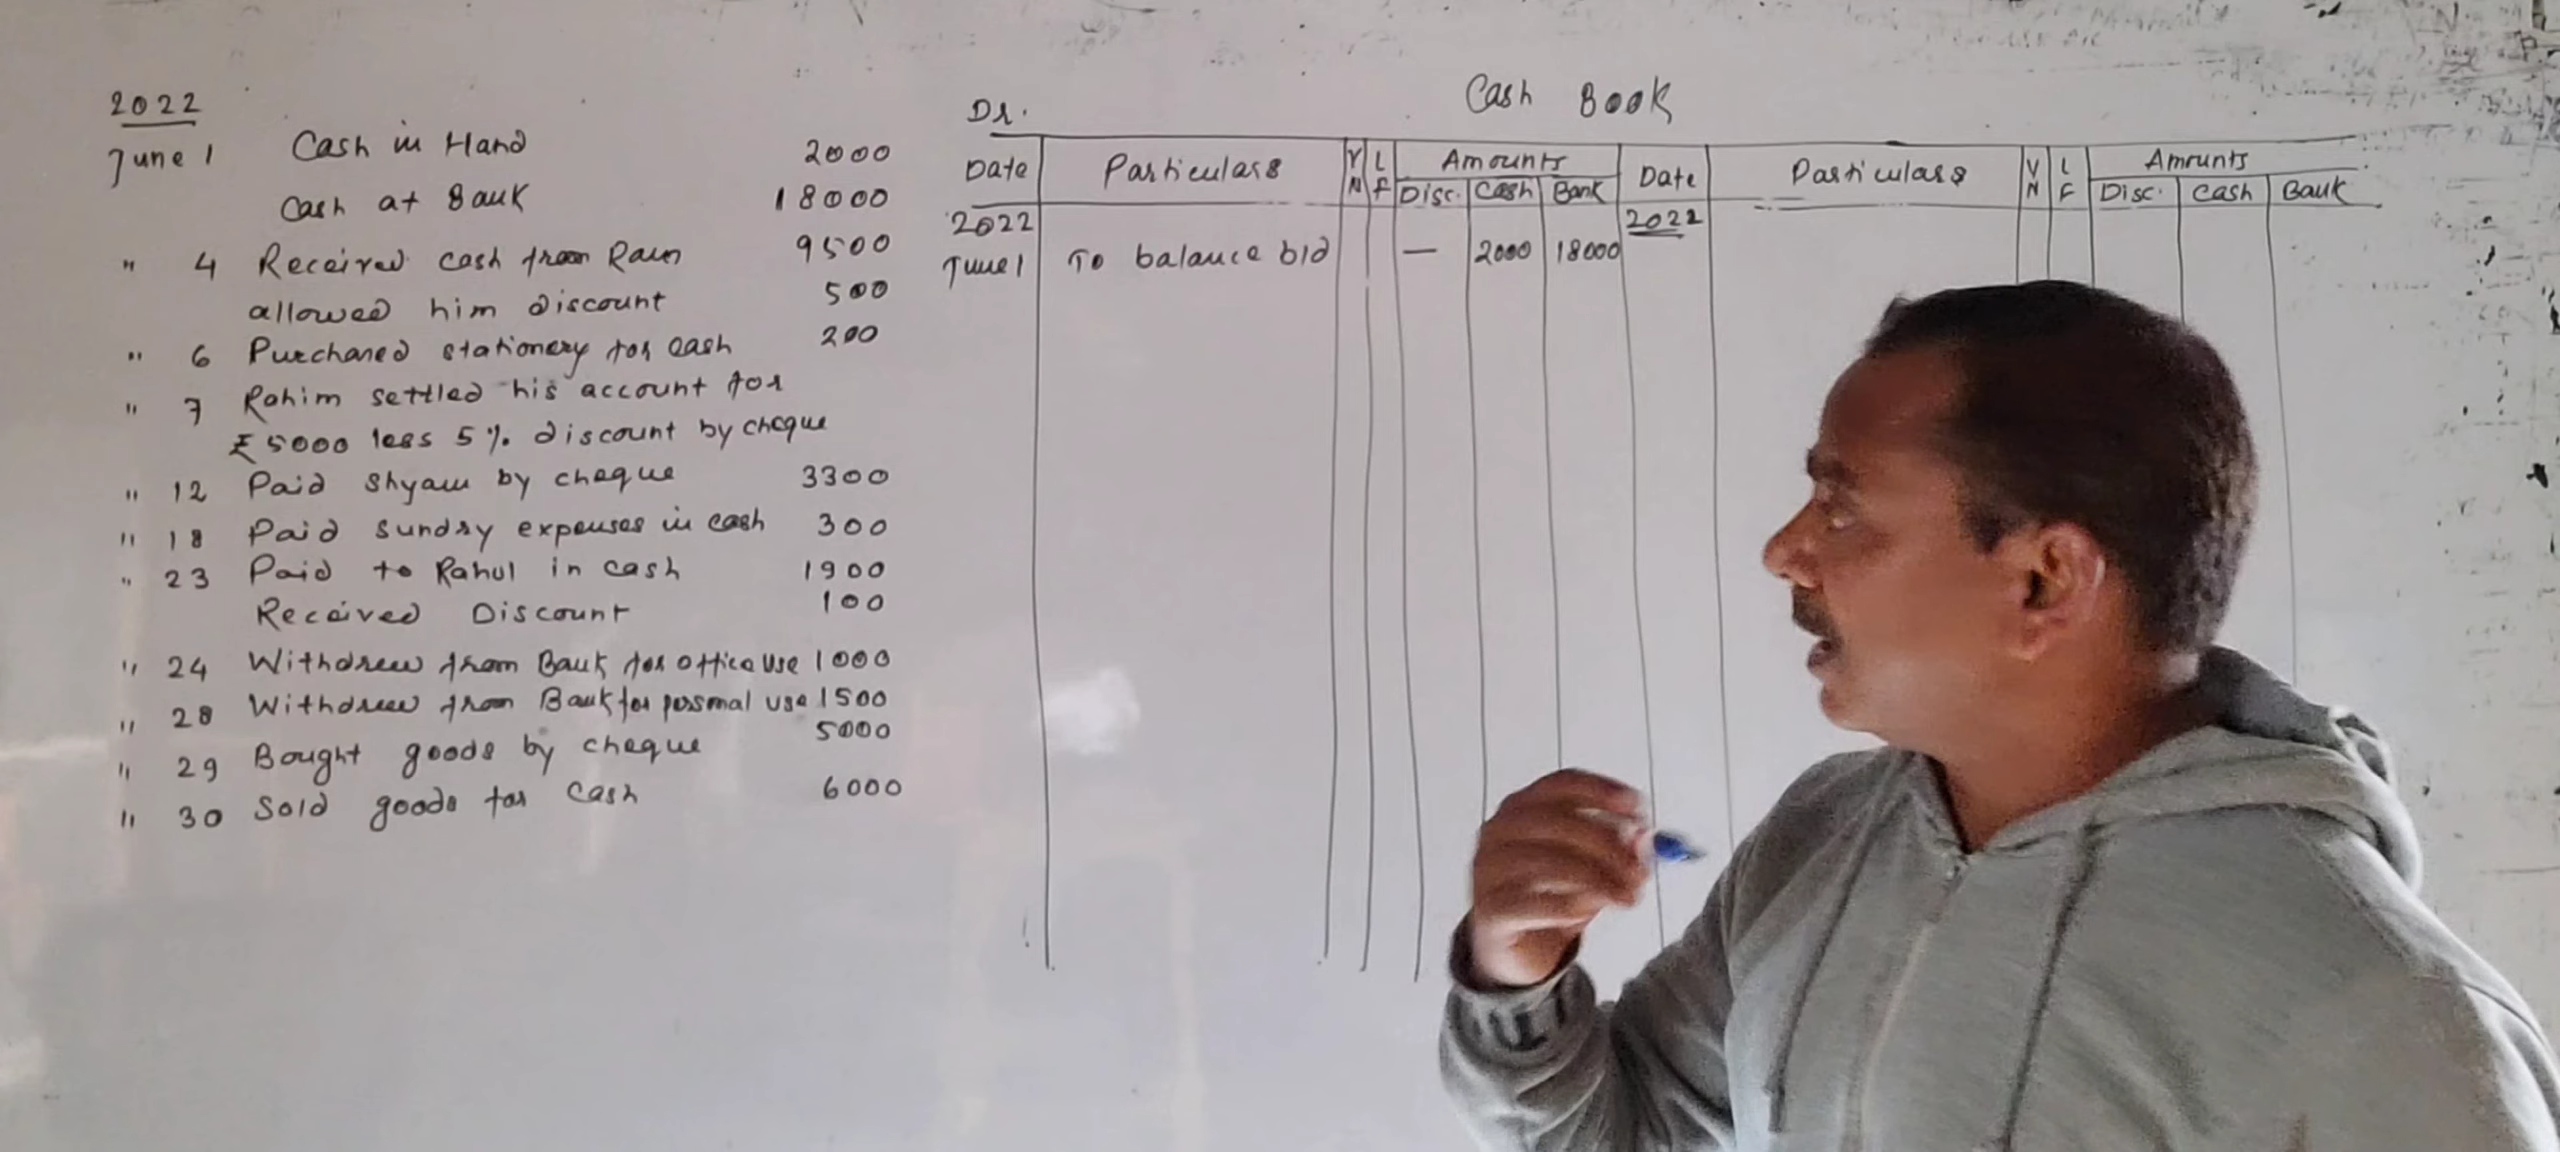 2022
June 1 Cash in Hand 2000
Cash at Bank 18000
" 4 Received cash from Ram 9500
allowed him discount 500
" 6 Purchased stationery for cash 200
" 7 Rahim settled his account for
₹ 5000 less 5% discount by cheque
" 12 Paid Shyam by cheque 3300
" 18 Paid sundry expenses in cash 300
" 23 Paid to Rahul in cash 1900
Received Discount 100
" 24 Withdrew from Bank for office use 1000
" 28 Withdrew from Bank for personal use 1500
" 29 Bought goods by cheque 5000
" 30 Sold goods for cash 6000
Cash Book
Dr.
Date Particulars VN LF Amounts Date Particulars VN LF Amounts
Disc. Cash Bank Disc. Cash Bank
2022 2022
June 1 To balance b/d — 2000 18000